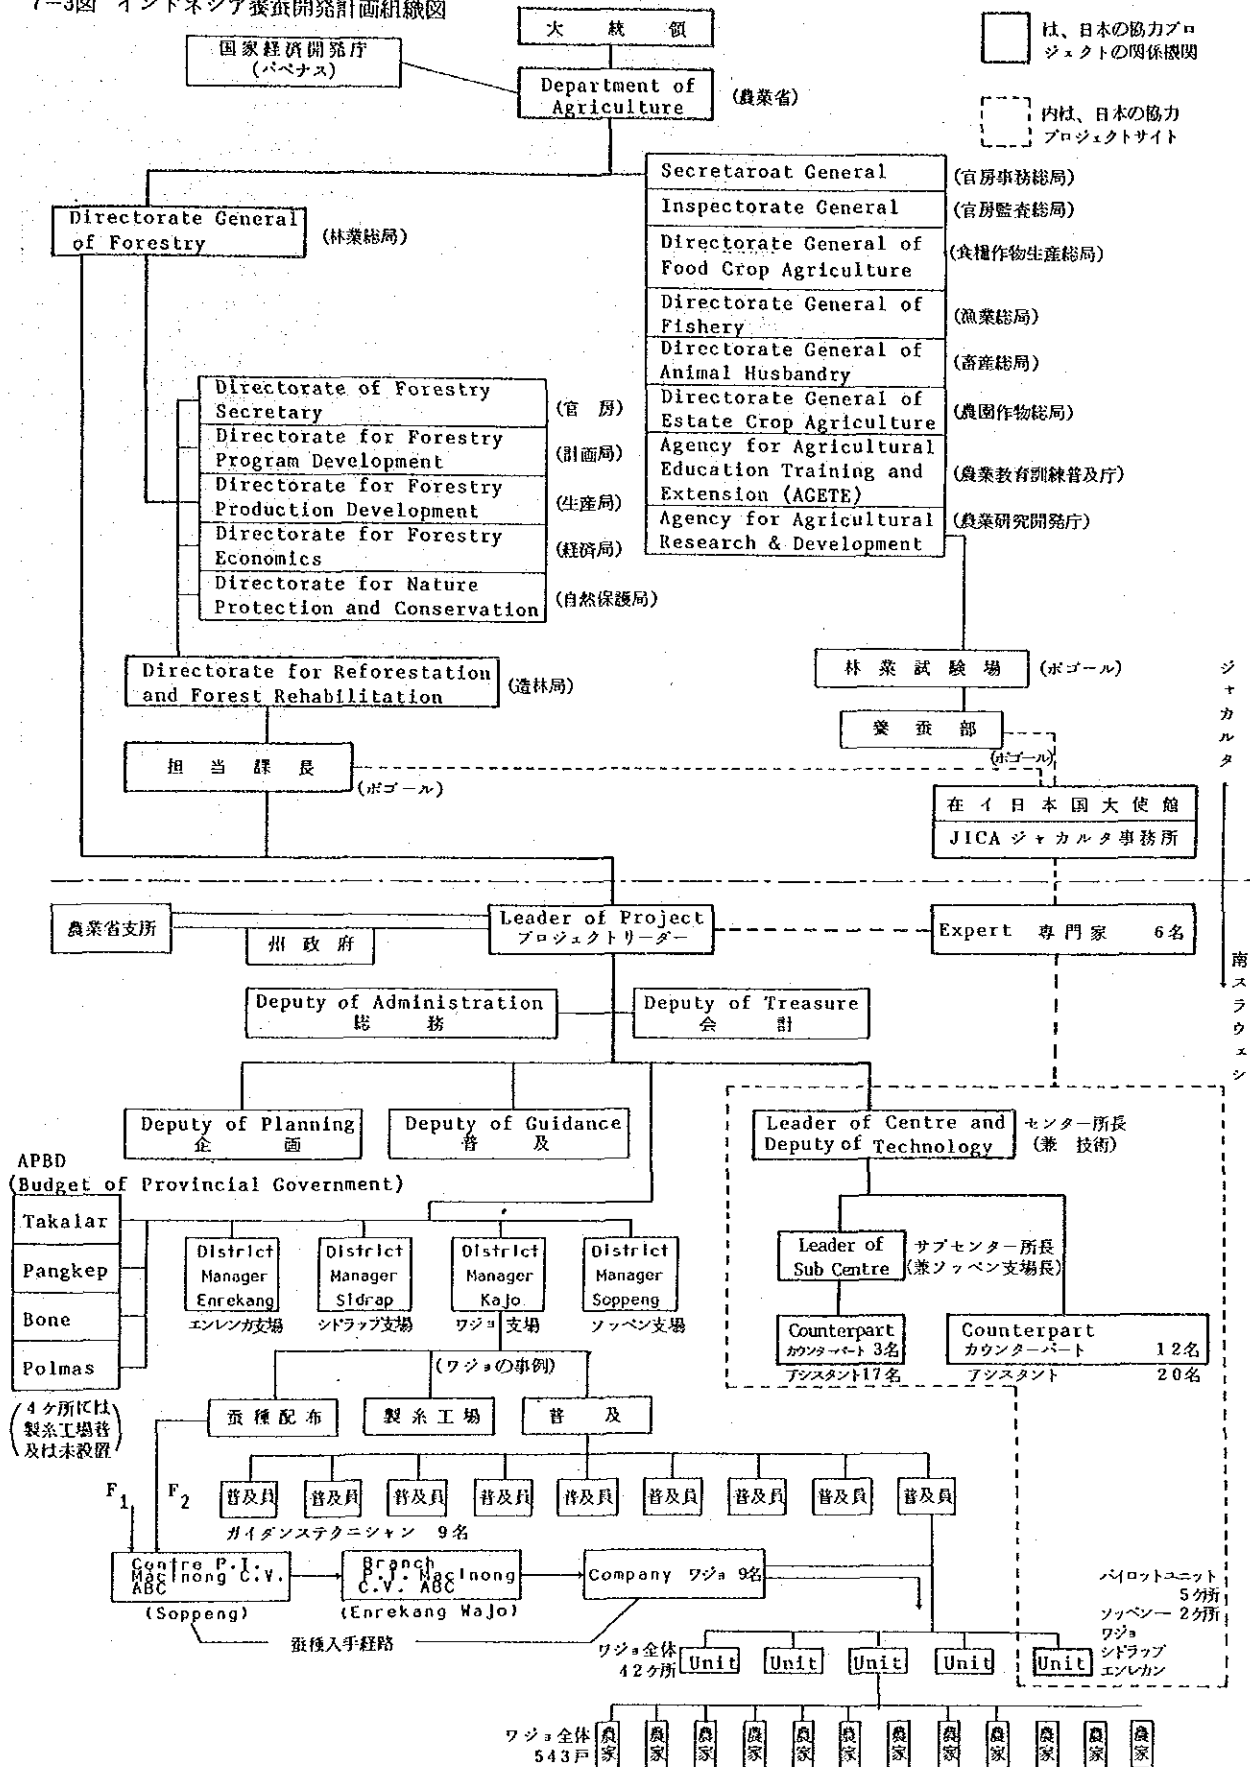 7-3図 インドネシア養蚕開発計画組織図
大統領
国家経済開発庁
(バペナス)
Department of
Agriculture
(農業省)
は、日本の協力プロ
ジェクトの関係機関
内は、日本の協力
プロジェクトサイト
Secretaroat General
(官房事務総局)
Inspectorate General
(官房監査総局)
Directorate General of
Food Crop Agriculture
(食糧作物生産総局)
Directorate General of
Fishery
(漁業総局)
Directorate General of
Animal Husbandry
(畜産総局)
Directorate General of
Estate Crop Agriculture
(農園作物総局)
Agency for Agricultural
Education Training and
Extension (AGETE)
(農業教育訓練普及庁)
Agency for Agricultural
Research & Development
(農業研究開発庁)
Directorate General
of Forestry
(林業総局)
Directorate of Forestry
Secretary
(官房)
Directorate for Forestry
Program Development
(計画局)
Directorate for Forestry
Production Development
(生産局)
Directorate for Forestry
Economics
(経済局)
Directorate for Nature
Protection and Conservation
(自然保護局)
Directorate for Reforestation
and Forest Rehabilitation
(造林局)
林業試験場
(ボゴール)
養蚕部
(ボゴール)
担当課長
(ボゴール)
在イ日本国大使館
JICA ジャカルタ事務所
ジャカルタ
南スラウェシ
農業省支所
州政府
Leader of Project
プロジェクトリーダー
Expert 専門家 6名
Deputy of Administration
総務
Deputy of Treasure
会計
Deputy of Planning
企画
Deputy of Guidance
普及
Leader of Centre and
Deputy of Technology
センター所長
(兼 技術)
APBD
(Budget of Provincial Government)
Takalar
Pangkep
Bone
Polmas
(4ヶ所には
製糸工場普
及は未設置)
District
Manager
Enrekang
エンレンカ支場
District
Manager
Sidrap
シドラップ支場
District
Manager
Kajo
ワジョ支場
District
Manager
Soppeng
ソッペン支場
Leader of
Sub Centre
サブセンター所長
(兼ソッペン支場長)
Counterpart
カウンターパート 3名
アシスタント17名
Counterpart
カウンターパート 12名
アシスタント 20名
(ワジョの事例)
蚕種配布
製糸工場
普及
F1
F2
普及員
普及員
普及員
普及員
普及員
普及員
普及員
普及員
普及員
ガイダンステクニシャン 9名
Contre P.I.
Macinong C.V.
ABC
(Soppeng)
Branch
P.I. Nacinong
C.V. ABC
(Enrekang Wajo)
Company ワジョ 9名
蚕種入手経路
パイロットユニット
5ヶ所
ソッペンー2ヶ所
ワジョ
シドラップ
エンレカン
ワジョ全体
42ヶ所
Unit
Unit
Unit
Unit
Unit
ワジョ全体
543戸
農家
農家
農家
農家
農家
農家
農家
農家
農家
農家
農家
農家